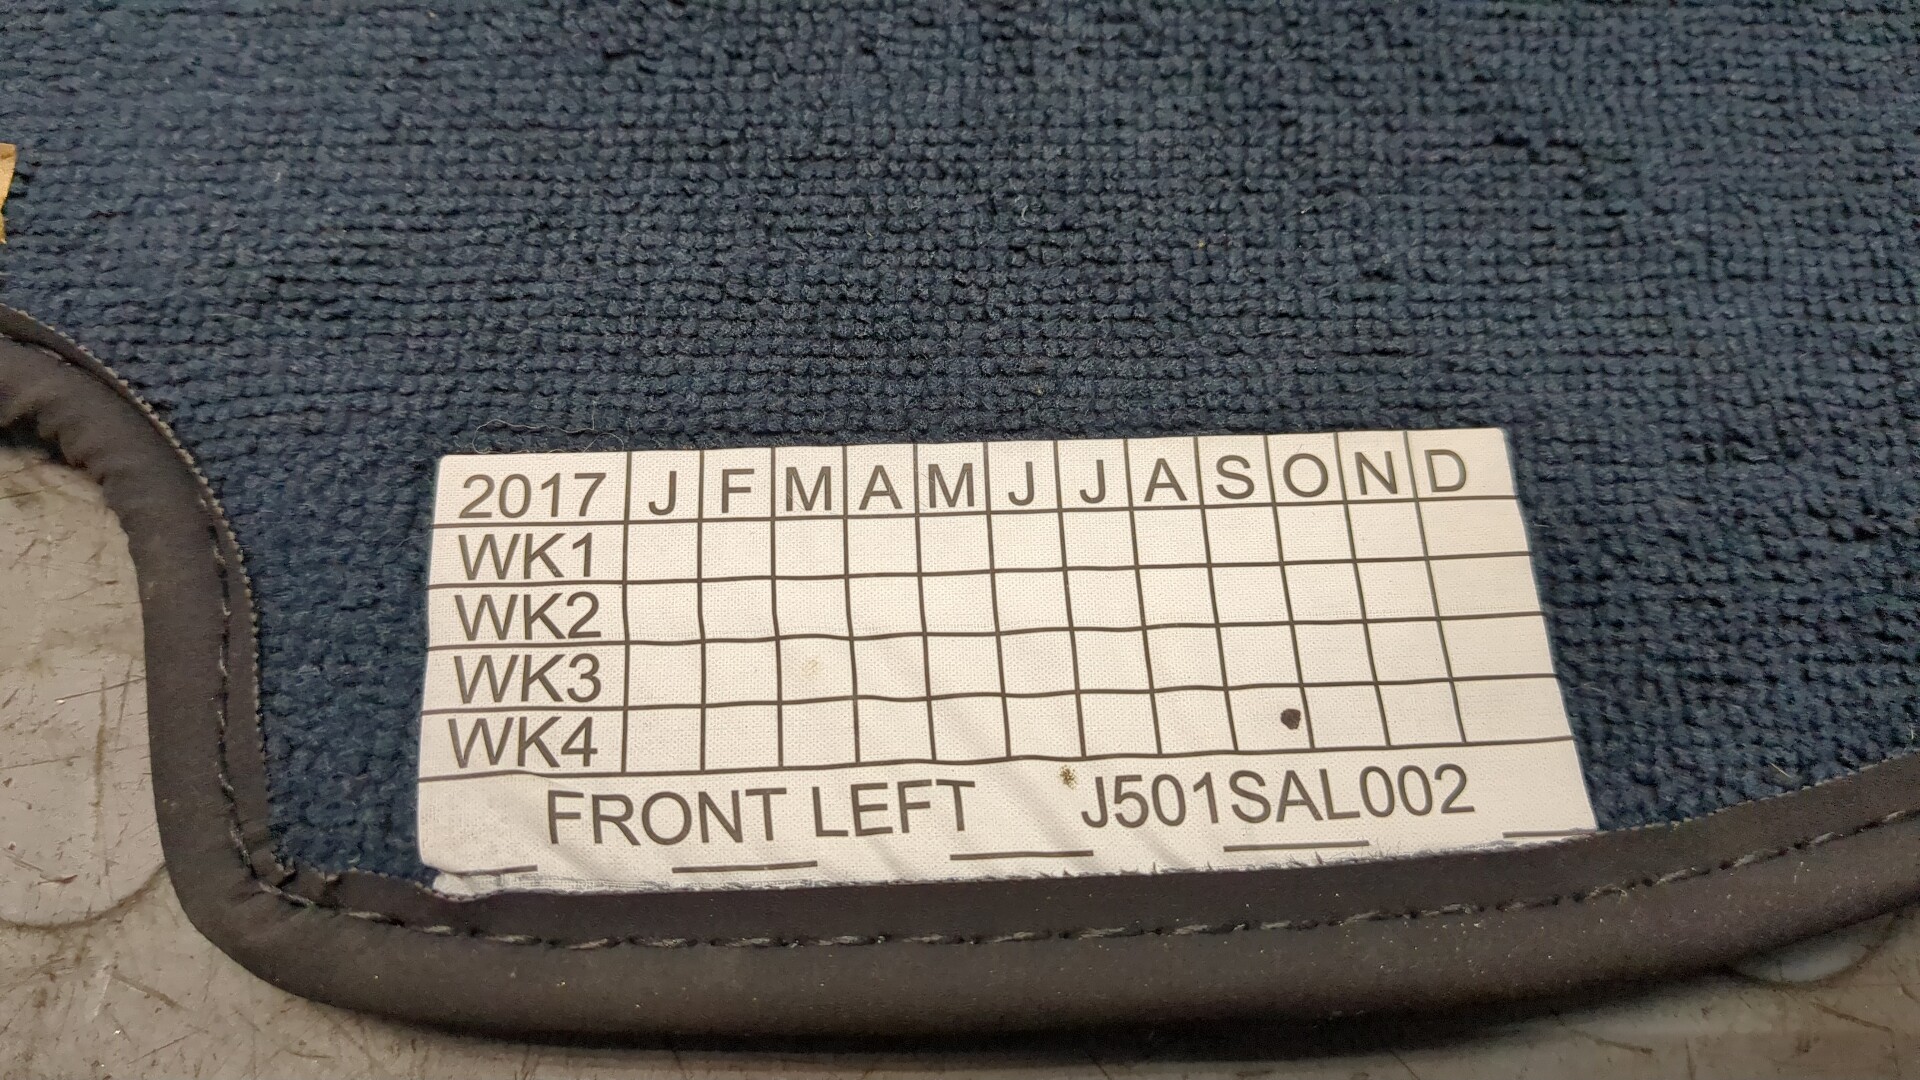 2017 J F M A M J J A S O N D
WK1
WK2
WK3
WK4
FRONT LEFT J501SAL002